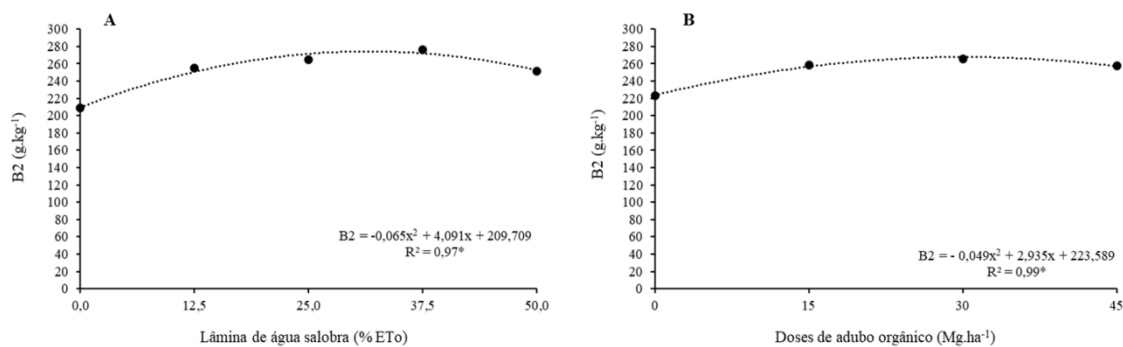 A
300
280
260
240
220
200
180
160
140
120
100
80
60
40
20
0
B2 (g.kg⁻¹)
B2 = -0,065x² + 4,091x + 209,709
R² = 0,97*
0,0 12,5 25,0 37,5 50,0
Lâmina de água salobra (% ETo)
B
300
280
260
240
220
200
180
160
140
120
100
80
60
40
20
0
B2 (g.kg⁻¹)
B2 = - 0,049x² + 2,935x + 223,589
R² = 0,99*
0 15 30 45
Doses de adubo orgânico (Mg.ha⁻¹)